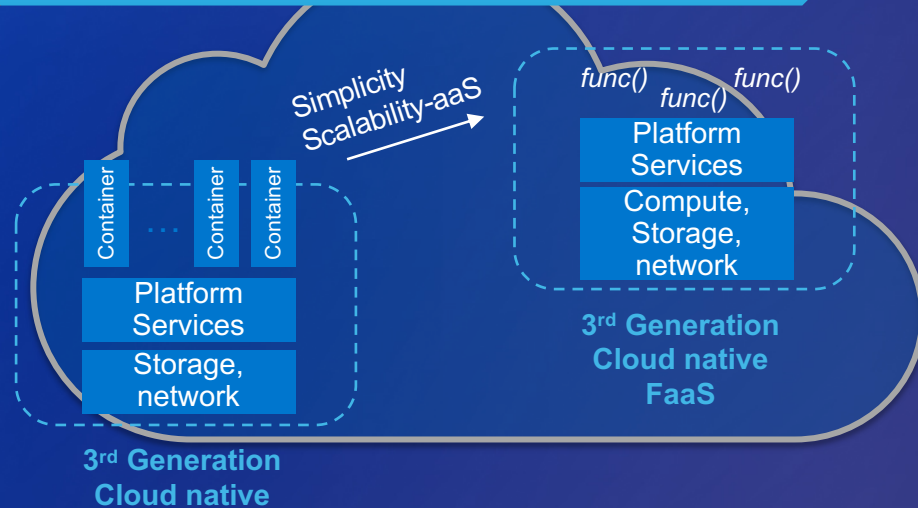 Simplicity
Scalability-aaS
Container
...
Container
Container
Platform
Services
Storage,
network
3rd Generation
Cloud native
func()
func()
func()
Platform
Services
Compute,
Storage,
network
3rd Generation
Cloud native
FaaS